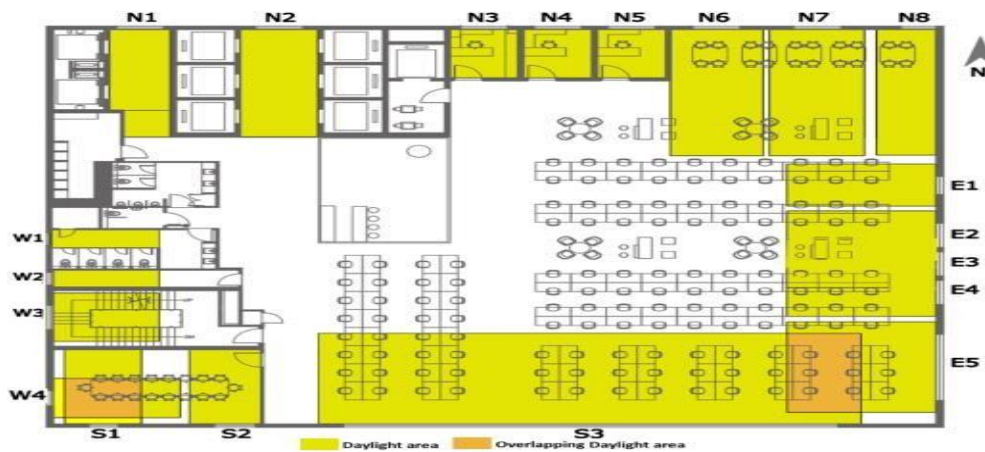 N1 N2 N3 N4 N5 N6 N7 N8
N
E1
W1 E2
E3
W2
E4
W3
E5
W4
S1 S2 S3
Daylight area Overlapping Daylight area